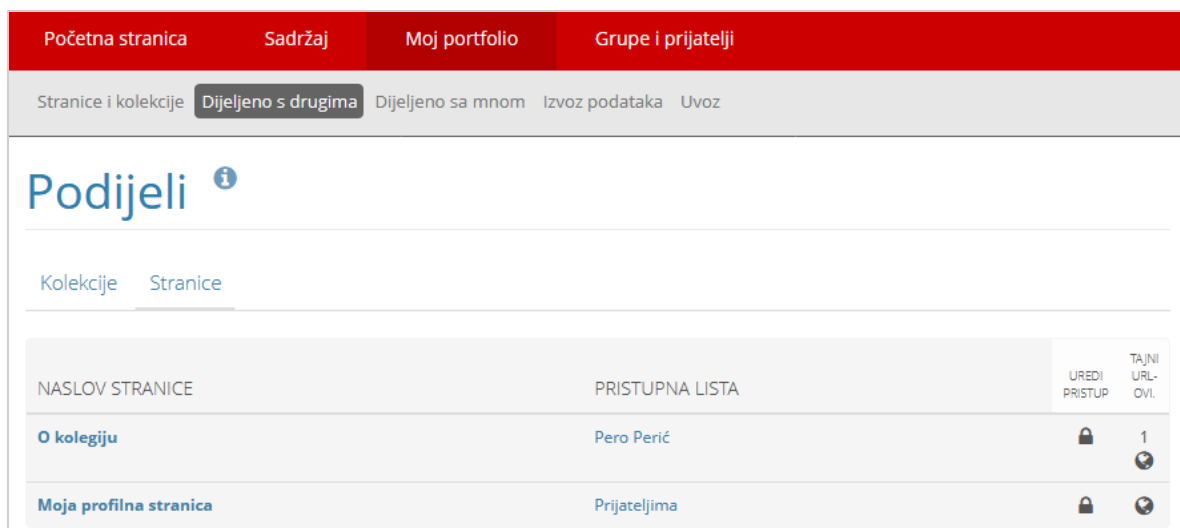 Početna stranica Sadržaj Moj portfolio Grupe i prijatelji
Stranice i kolekcije Dijeljeno s drugima Dijeljeno sa mnom Izvoz podataka Uvoz
Podijeli
Kolekcije Stranice
NASLOV STRANICE PRISTUPNA LISTA UREDI PRISTUP TAJNI URL-OVI.
O kolegiju Pero Perić 1
Moja profilna stranica Prijateljima